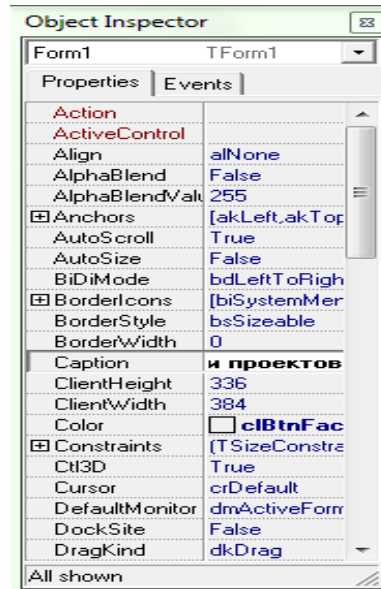 Object Inspector
Form1 TForm1
Properties Events
Action
ActiveControl
Align alNone
AlphaBlend False
AlphaBlendValu 255
Anchors [akLeft,akTop
AutoScroll True
AutoSize False
BiDiMode bdLeftToRigh
BorderIcons [biSystemMer
BorderStyle bsSizeable
BorderWidth 0
Caption и проектов
ClientHeight 336
ClientWidth 384
Color clBtnFac
Constraints (TSizeConstra
Ctl3D True
Cursor crDefault
DefaultMonitor dmActiveForm
DockSite False
DragKind dkDrag
All shown